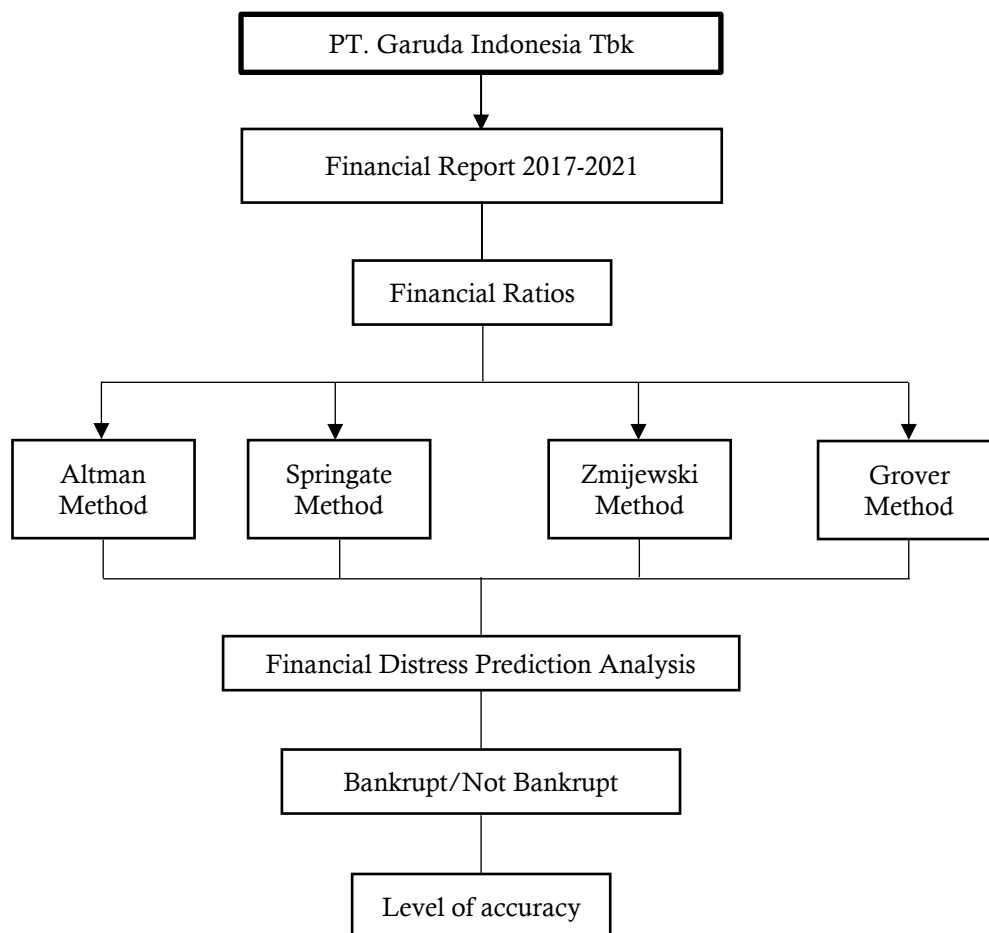 PT. Garuda Indonesia Tbk
Financial Report 2017-2021
Financial Ratios
Altman
Method
Springate
Method
Zmijewski
Method
Grover
Method
Financial Distress Prediction Analysis
Bankrupt/Not Bankrupt
Level of accuracy